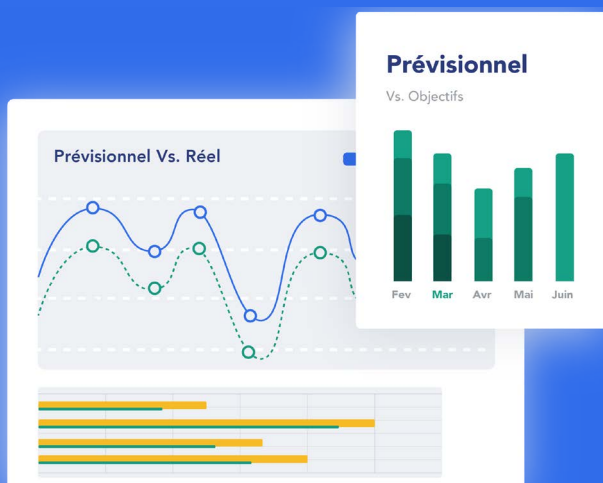 Prévisionnel
Vs. Objectifs
Fev Mar Avr Mai Juin
Prévisionnel Vs. Réel